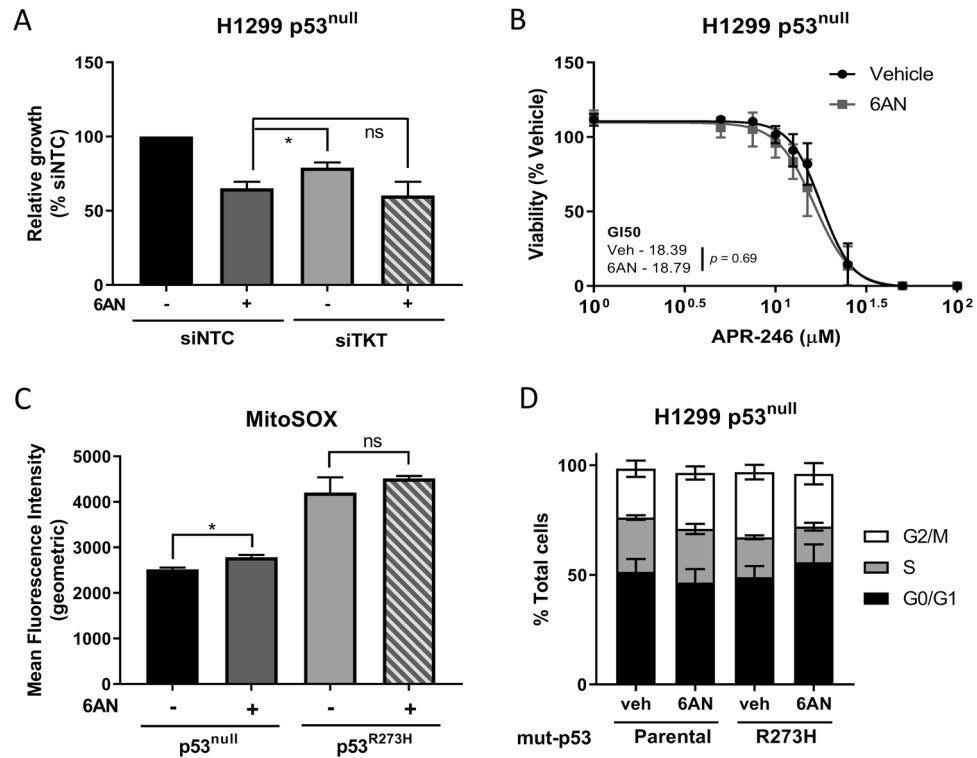 A
H1299 p53null
Relative growth
(% siNTC)
150
100
50
0
*
ns
6AN
- + - +
siNTC siTKT
B
H1299 p53null
Viability (% Vehicle)
150
100
50
0
Vehicle
6AN
GI50
Veh - 18.39
6AN - 18.79
p = 0.69
10^0 10^0.5 10^1 10^1.5 10^2
APR-246 (μM)
C
MitoSOX
Mean Fluorescence Intensity
(geometric)
5000
4000
3000
2000
1000
0
*
ns
6AN
- + - +
p53null p53R273H
D
H1299 p53null
% Total cells
100
50
0
G2/M
S
G0/G1
veh 6AN veh 6AN
mut-p53 Parental R273H